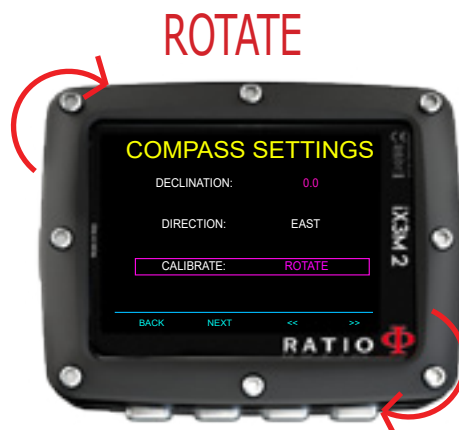 ROTATE
COMPASS SETTINGS
DECLINATION: 0.0
DIRECTION: EAST
CALIBRATE: ROTATE
BACK NEXT << >>
iX3M 2
RATIO